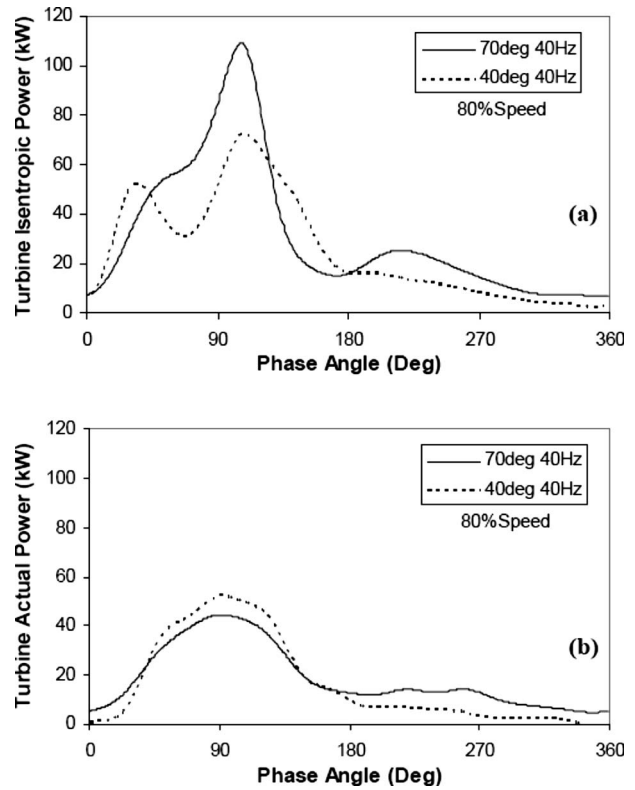 Turbine Isentropic Power (kW)
120
100
80
60
40
20
0
70deg 40Hz
40deg 40Hz
80%Speed
(a)
0 90 180 270 360
Phase Angle (Deg)
Turbine Actual Power (kW)
120
100
80
60
40
20
0
70deg 40Hz
40deg 40Hz
80%Speed
(b)
0 90 180 270 360
Phase Angle (Deg)